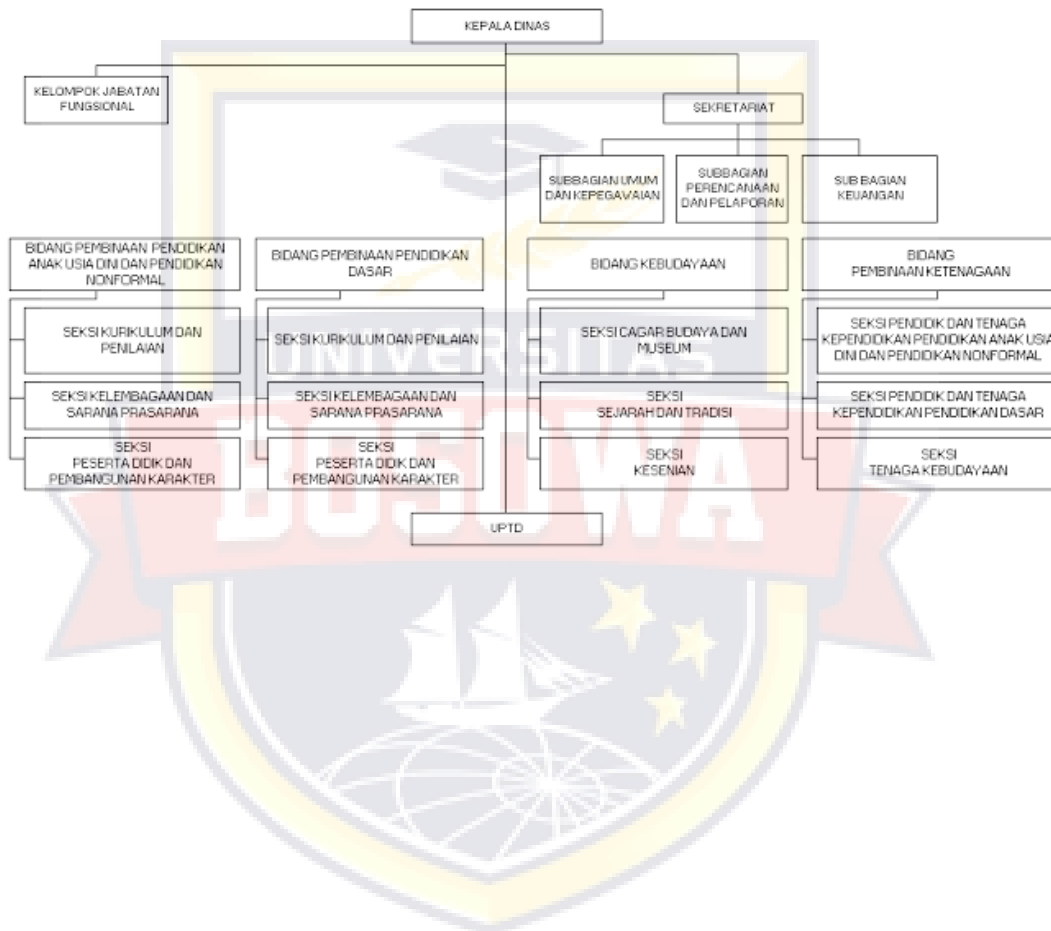 KEPALA DINAS
KELOMPOK JABATAN
FUNGSIONAL
SEKRETARIAT
SUBBAGIAN UMUM
DAN KEPEGAWAIAN
SUBBAGIAN
PERENCANAAN
DAN PELAPORAN
SUB BAGIAN
KEUANGAN
BIDANG PEMBINAAN PENDIDIKAN
ANAK USIA DINI DAN PENDIDIKAN
NONFORMAL
SEKSI KURIKULUM DAN
PENILAIAN
SEKSI KELEMBAGAAN DAN
SARANA PRASARANA
SEKSI
PESERTA DIDIK DAN
PEMBANGUNAN KARAKTER
BIDANG PEMBINAAN PENDIDIKAN
DASAR
SEKSI KURIKULUM DAN PENILAIAN
SEKSI KELEMBAGAAN DAN
SARANA PRASARANA
SEKSI
PESERTA DIDIK DAN
PEMBANGUNAN KARAKTER
BIDANG KEBUDAYAAN
SEKSI CAGAR BUDAYA DAN
MUSEUM
SEKSI
SEJARAH DAN TRADISI
SEKSI
KESENIAN
BIDANG
PEMBINAAN KETENAGAAN
SEKSI PENDIDIK DAN TENAGA
KEPENDIDIKAN PENDIDIKAN ANAK USIA
DINI DAN PENDIDIKAN NONFORMAL
SEKSI PENDIDIK DAN TENAGA
KEPENDIDIKAN PENDIDIKAN DASAR
SEKSI
TENAGA KEBUDAYAAN
UPTD
UNIVERSITAS
BOSOWA